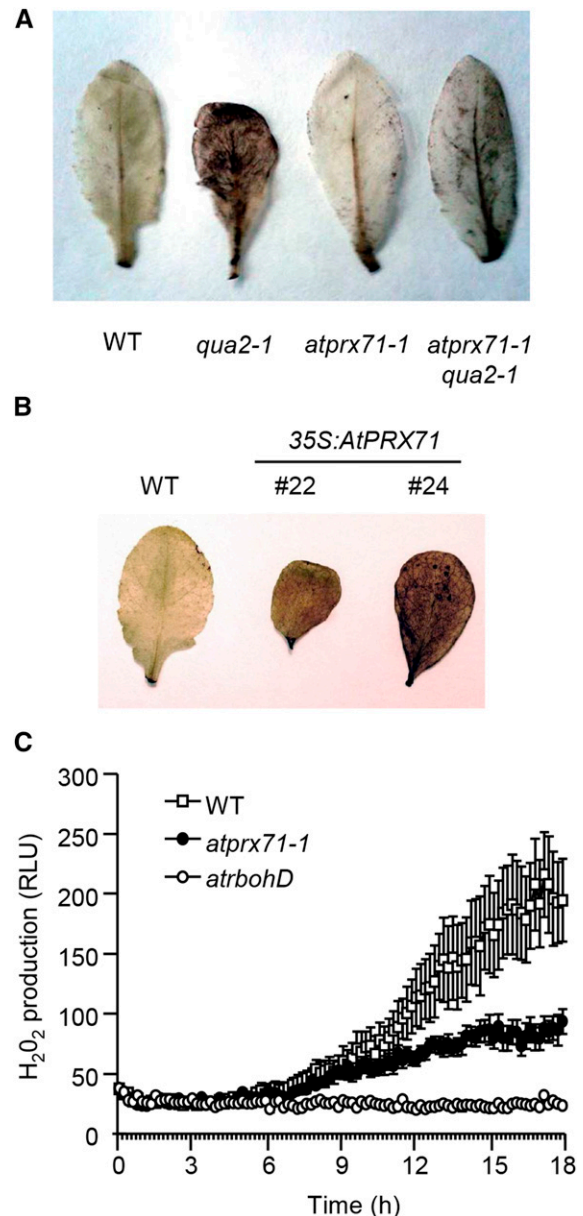 A
WT qua2-1 atprx71-1 atprx71-1
qua2-1
B
35S:AtPRX71
WT #22 #24
C
300
250
200
150
100
50
0
H₂O₂ production (RLU)
WT
atprx71-1
atrbohD
0 3 6 9 12 15 18
Time (h)